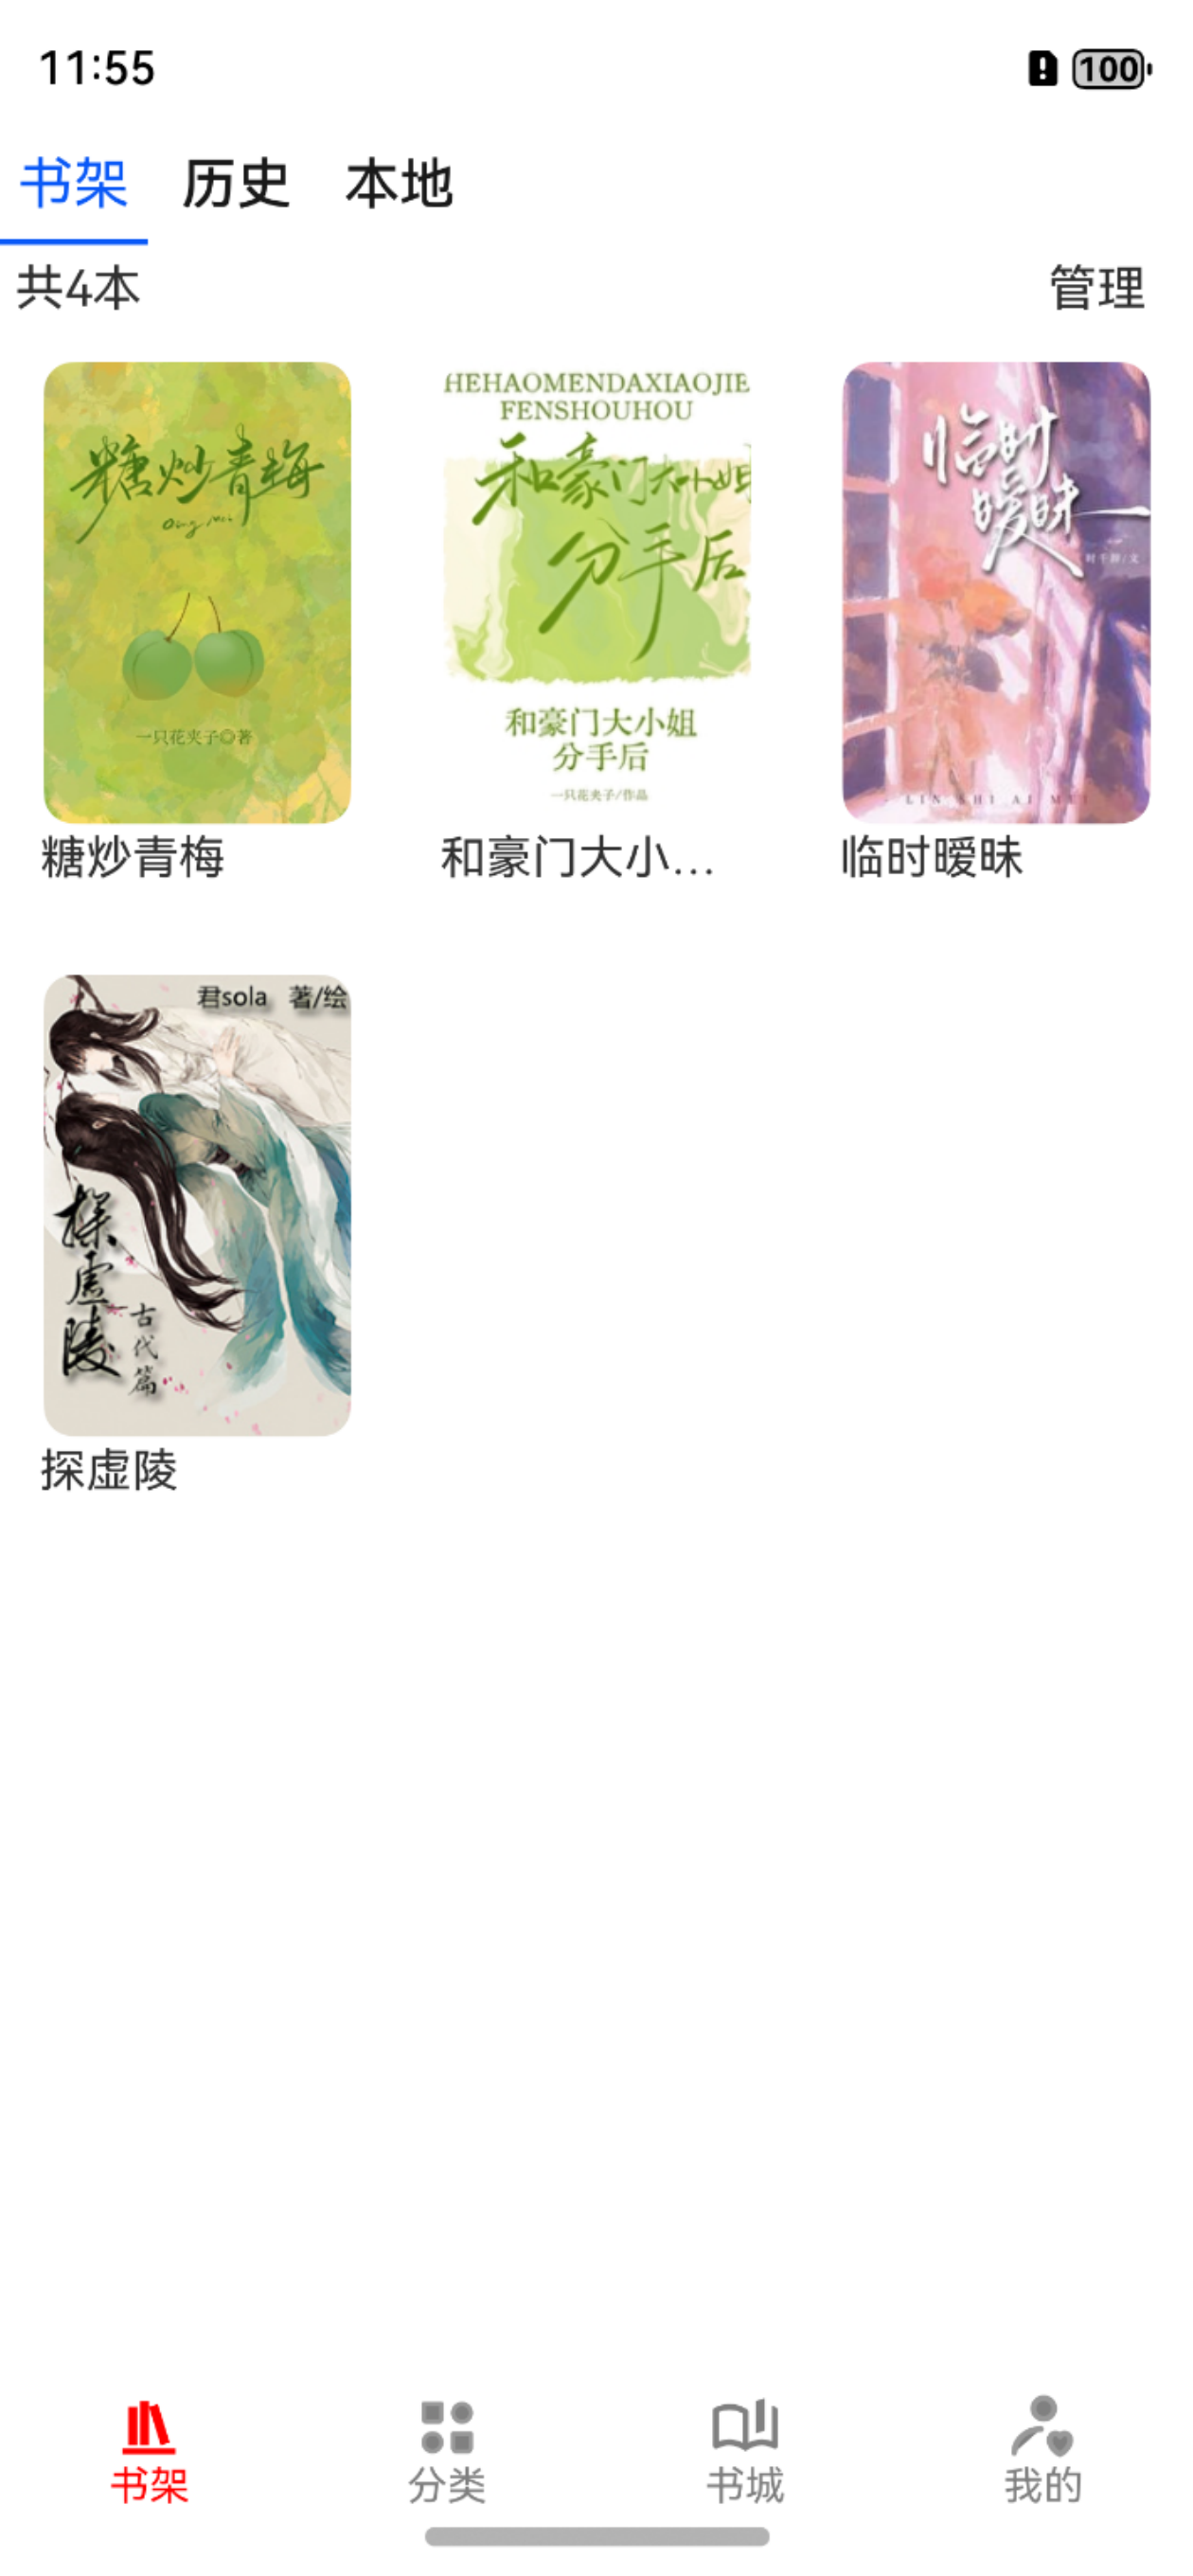 11:55
100
书架 历史 本地
共4本 管理
糖炒青梅
Qing Mei
一只花夹子◎著
糖炒青梅
HEHAOMENDAXIAOJIE
FENSHOUHOU
和豪门大小姐
分手后
和豪门大小姐
分手后
一只花夹子/作品
和豪门大小...
临时
暧昧
LIN SHI AI MEI
临时暧昧
君sola 著/绘
探虚陵
古代篇
探虚陵
书架 分类 书城 我的